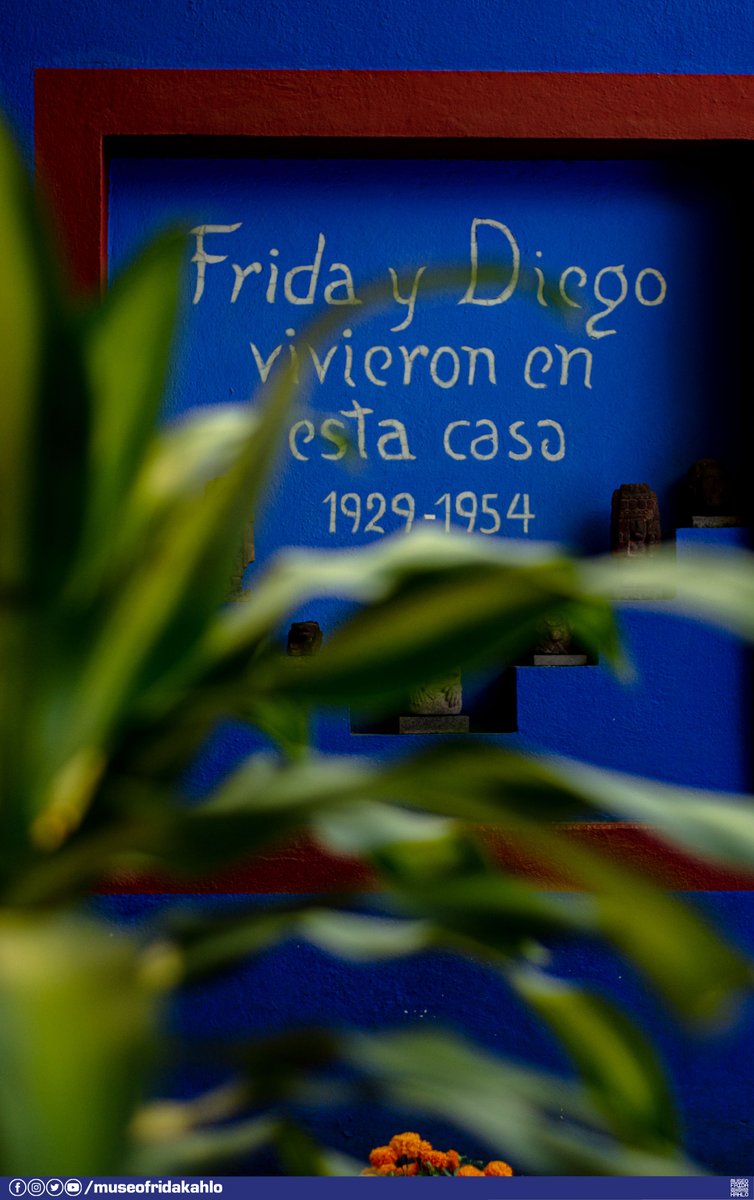 Frida y Diego
vivieron en
esta casa
1929-1954
/museofridakahlo